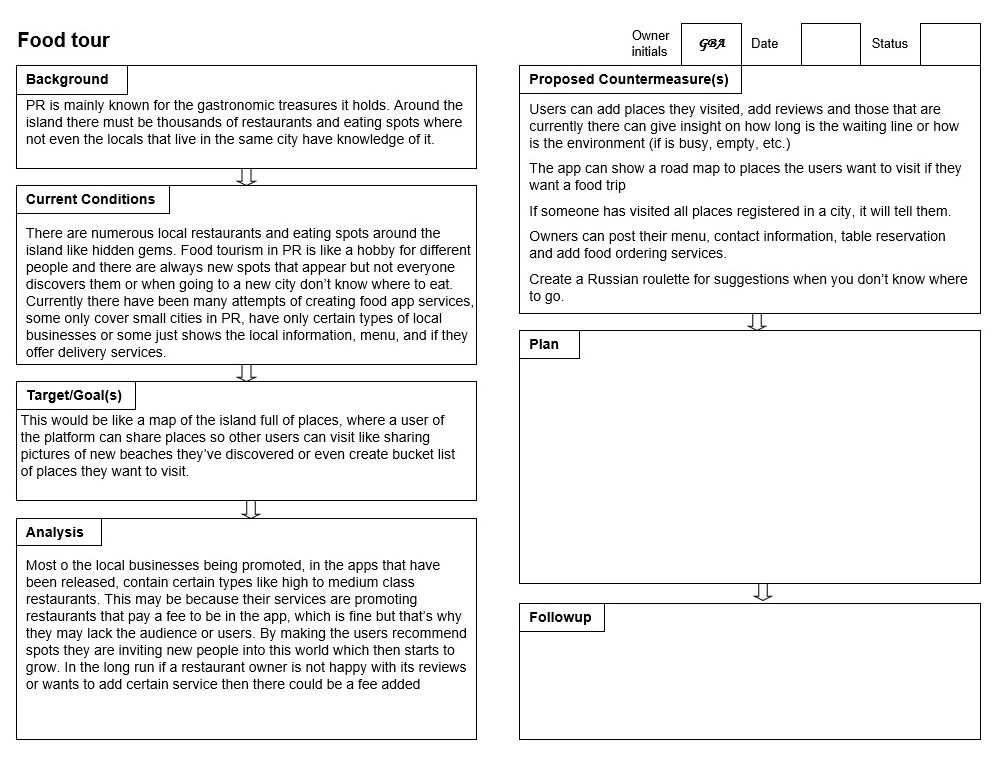 Food tour
Owner
initials
GBA
Date
Status
Background
PR is mainly known for the gastronomic treasures it holds. Around the
island there must be thousands of restaurants and eating spots where
not even the locals that live in the same city have knowledge of it.
Current Conditions
There are numerous local restaurants and eating spots around the
island like hidden gems. Food tourism in PR is like a hobby for different
people and there are always new spots that appear but not everyone
discovers them or when going to a new city don't know where to eat.
Currently there have been many attempts of creating food app services,
some only cover small cities in PR, have only certain types of local
businesses or some just shows the local information, menu, and if they
offer delivery services.
Target/Goal(s)
This would be like a map of the island full of places, where a user of
the platform can share places so other users can visit like sharing
pictures of new beaches they've discovered or even create bucket list
of places they want to visit.
Analysis
Most o the local businesses being promoted, in the apps that have
been released, contain certain types like high to medium class
restaurants. This may be because their services are promoting
restaurants that pay a fee to be in the app, which is fine but that's why
they may lack the audience or users. By making the users recommend
spots they are inviting new people into this world which then starts to
grow. In the long run if a restaurant owner is not happy with its reviews
or wants to add certain service then there could be a fee added
Proposed Countermeasure(s)
Users can add places they visited, add reviews and those that are
currently there can give insight on how long is the waiting line or how
is the environment (if is busy, empty, etc.)
The app can show a road map to places the users want to visit if they
want a food trip
If someone has visited all places registered in a city, it will tell them.
Owners can post their menu, contact information, table reservation
and add food ordering services.
Create a Russian roulette for suggestions when you don't know where
to go.
Plan
Followup